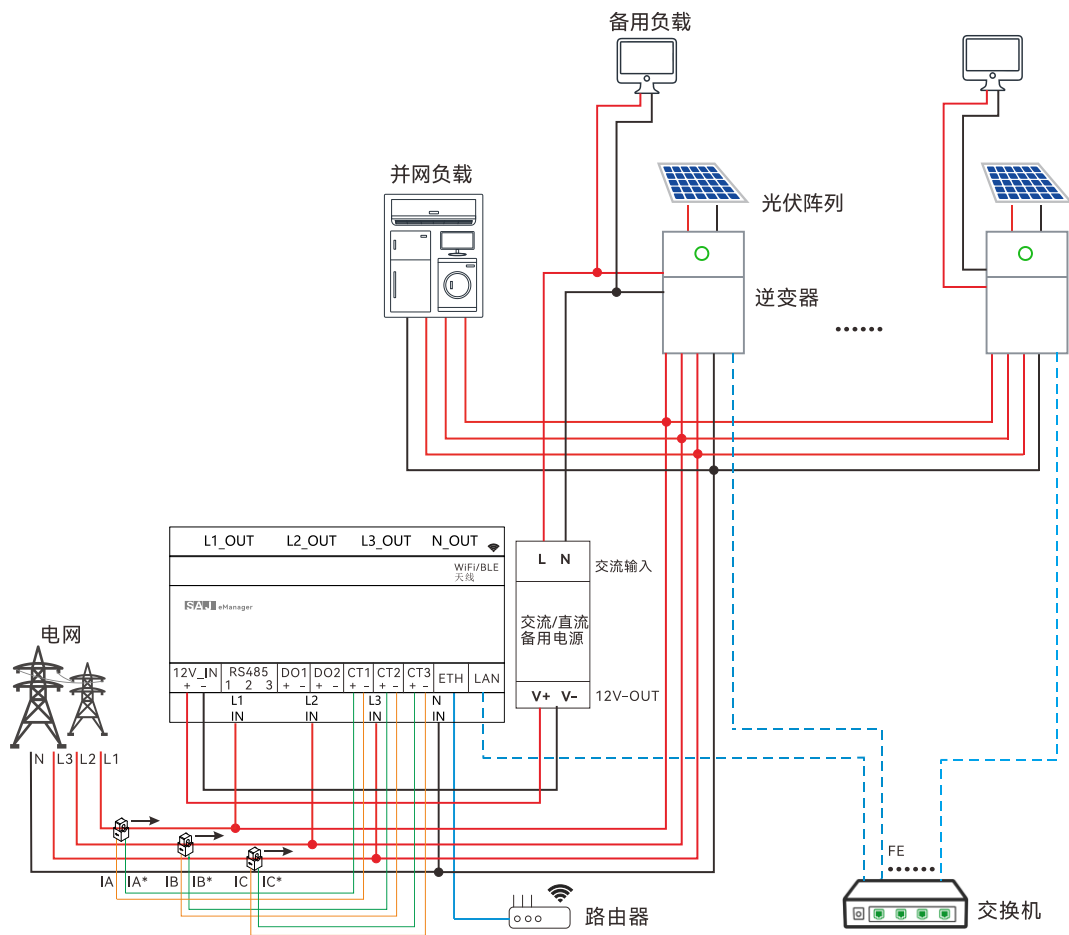 备用负载
并网负载
光伏阵列
逆变器
L1_OUT L2_OUT L3_OUT N_OUT
WiFi/BLE
天线
L N
交流输入
SAJ eManager
交流/直流
备用电源
电网
12V_IN RS485 DO1 DO2 CT1 CT2 CT3 ETH LAN
+ − 1 2 3 + − + − + − + − + −
V+ V− 12V-OUT
L1 L2 L3 N
IN IN IN IN
N L3 L2 L1
FE
IA IA* IB IB* IC IC*
路由器
交换机